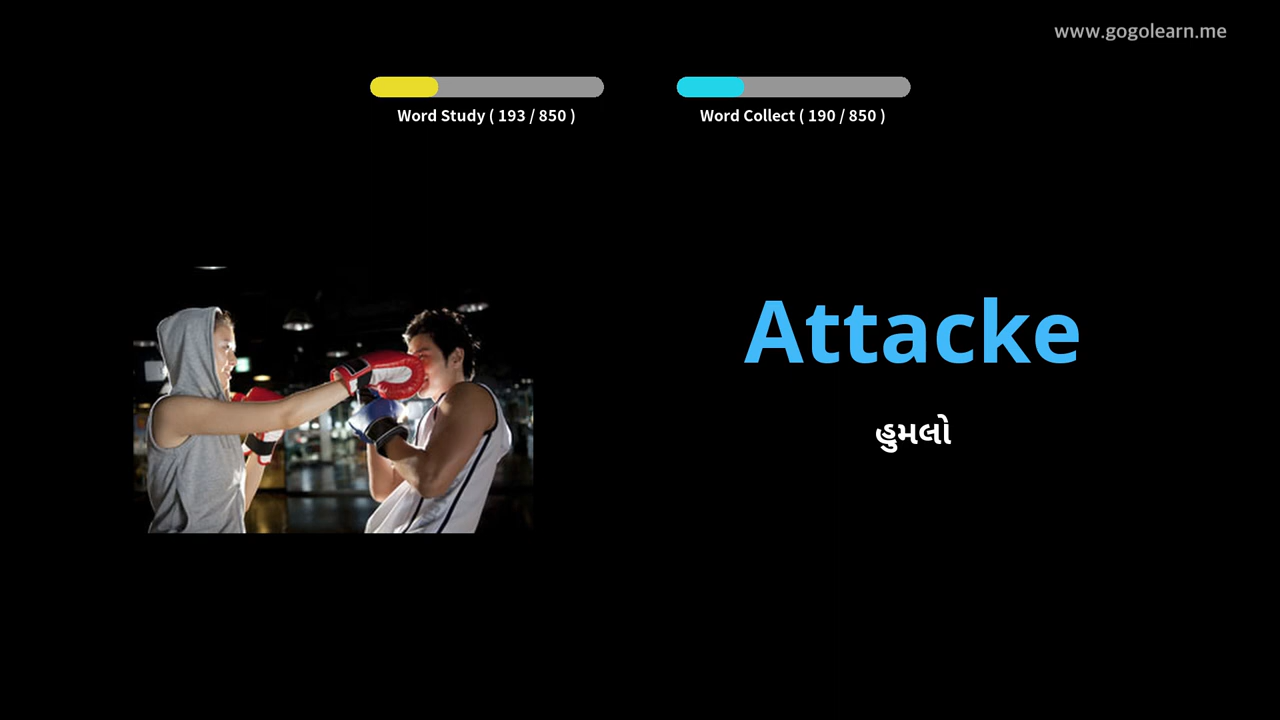 www.gogolearn.me
Word Study ( 193 / 850 )
Word Collect ( 190 / 850 )
Attacke
હુમલો